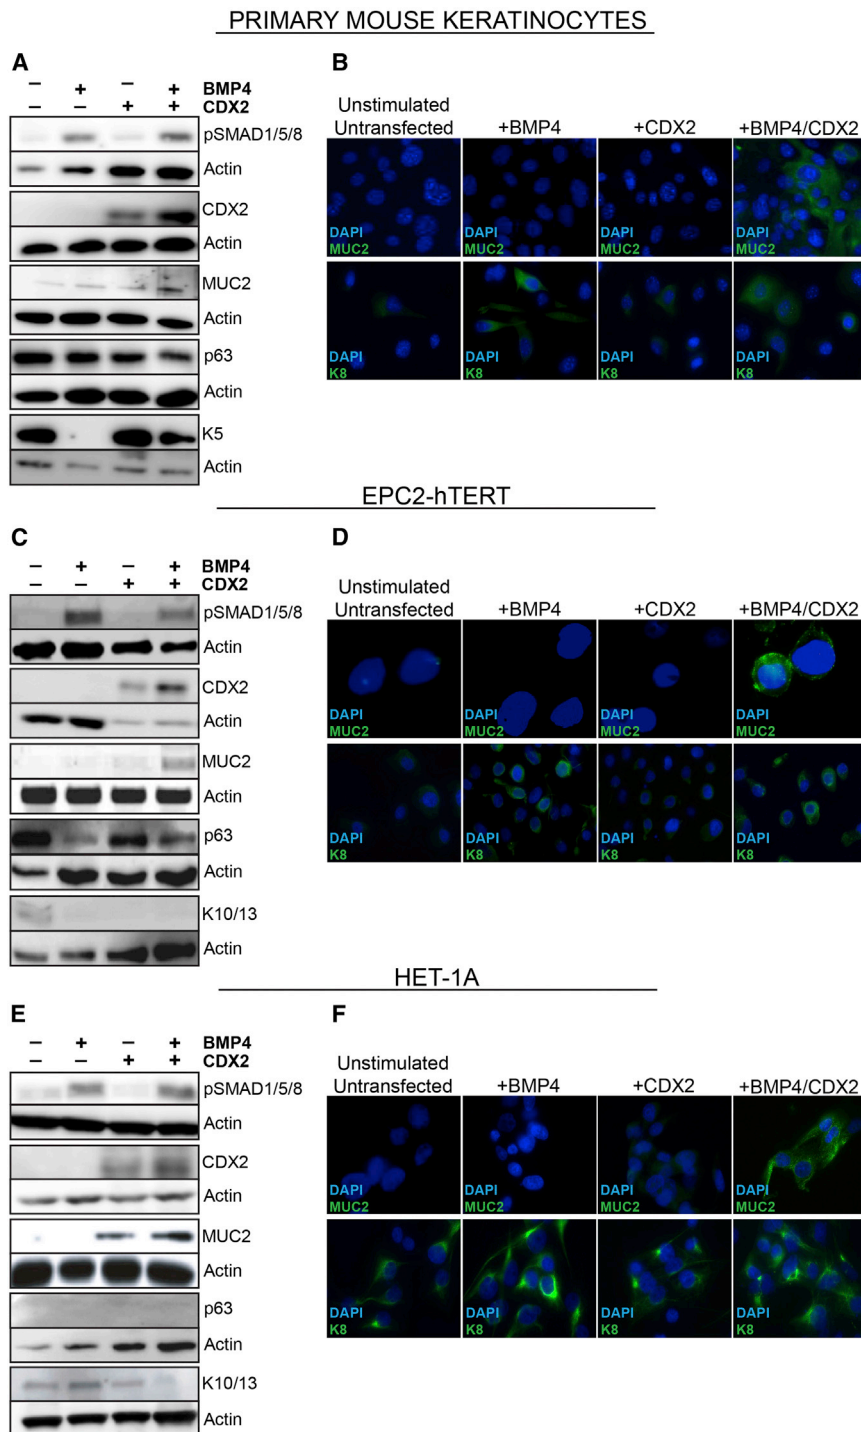 PRIMARY MOUSE KERATINOCYTES
A
– + – + BMP4
– – + + CDX2
pSMAD1/5/8
Actin
CDX2
Actin
MUC2
Actin
p63
Actin
K5
Actin
B
Unstimulated
Untransfected +BMP4 +CDX2 +BMP4/CDX2
DAPI DAPI DAPI DAPI
MUC2 MUC2 MUC2 MUC2
DAPI DAPI DAPI DAPI
K8 K8 K8 K8
EPC2-hTERT
C
– + – + BMP4
– – + + CDX2
pSMAD1/5/8
Actin
CDX2
Actin
MUC2
Actin
p63
Actin
K10/13
Actin
D
Unstimulated
Untransfected +BMP4 +CDX2 +BMP4/CDX2
DAPI DAPI DAPI DAPI
MUC2 MUC2 MUC2 MUC2
DAPI DAPI DAPI DAPI
K8 K8 K8 K8
HET-1A
E
– + – + BMP4
– – + + CDX2
pSMAD1/5/8
Actin
CDX2
Actin
MUC2
Actin
p63
Actin
K10/13
Actin
F
Unstimulated
Untransfected +BMP4 +CDX2 +BMP4/CDX2
DAPI DAPI DAPI DAPI
MUC2 MUC2 MUC2 MUC2
DAPI DAPI DAPI DAPI
K8 K8 K8 K8